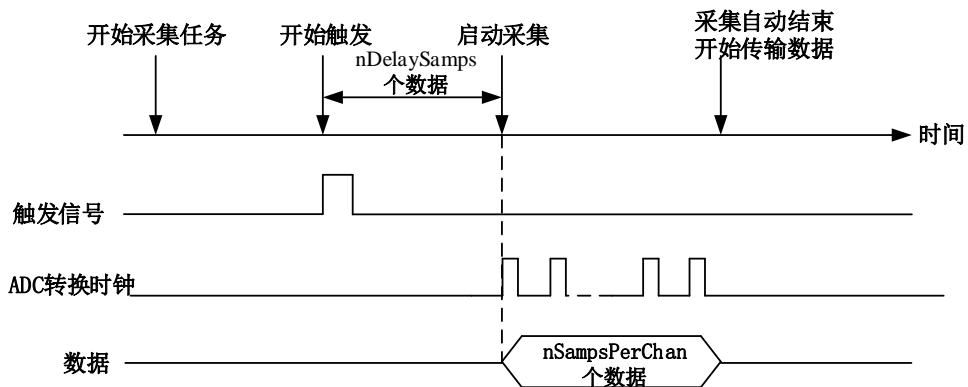 开始采集任务
开始触发
启动采集
采集自动结束
开始传输数据
nDelaySamps
个数据
时间
触发信号
ADC转换时钟
数据
nSampsPerChan
个数据